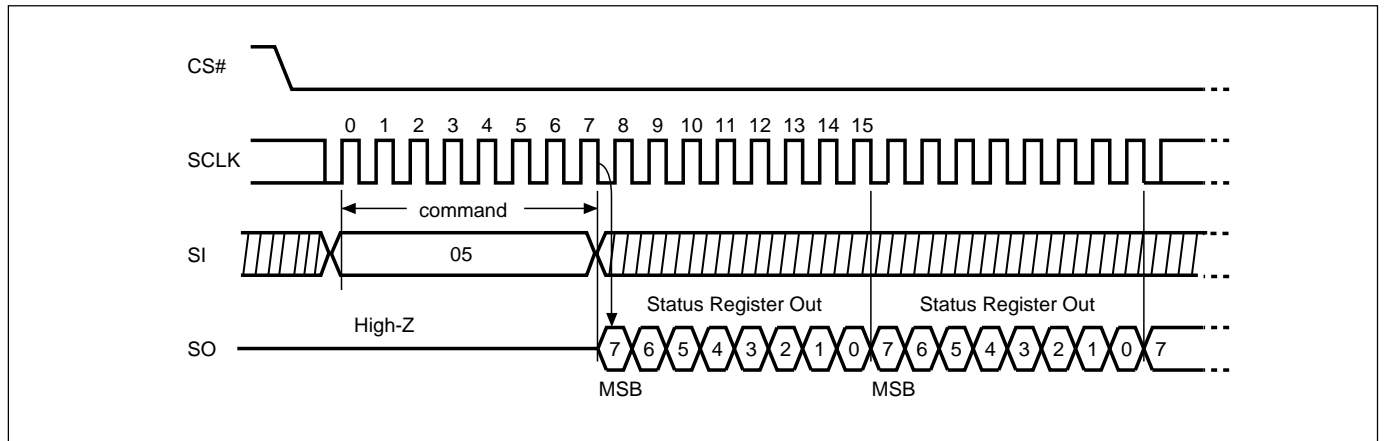 CS#
0 1 2 3 4 5 6 7 8 9 10 11 12 13 14 15
SCLK
command
SI
05
Status Register Out Status Register Out
High-Z
SO
7 6 5 4 3 2 1 0 7 6 5 4 3 2 1 0 7
MSB MSB